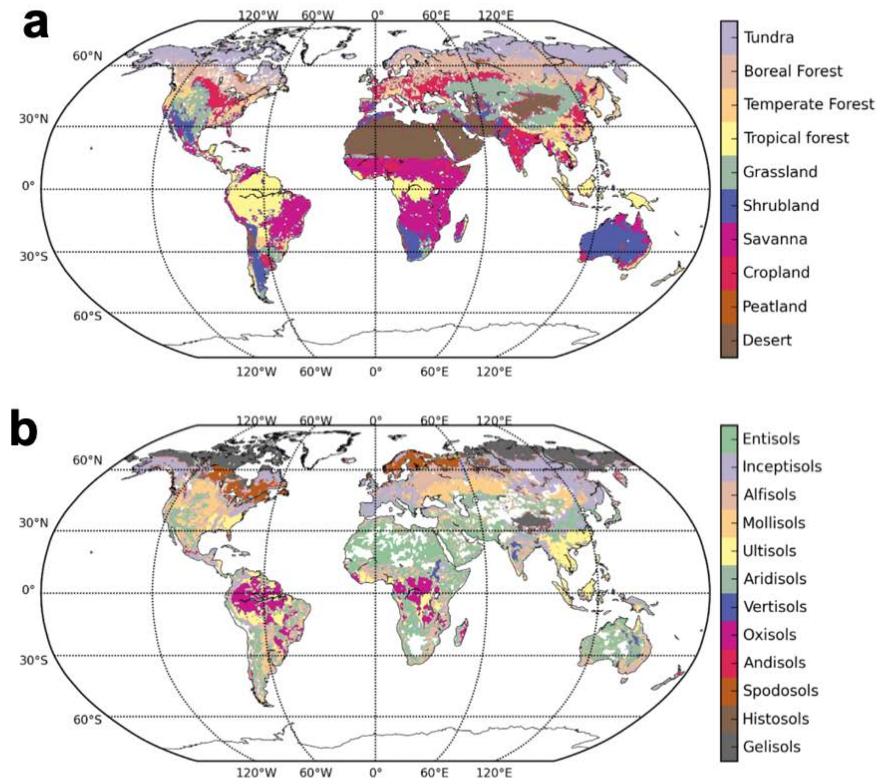 a
120°W 60°W 0° 60°E 120°E
60°N
30°N
0°
30°S
60°S
120°W 60°W 0° 60°E 120°E
Tundra
Boreal Forest
Temperate Forest
Tropical forest
Grassland
Shrubland
Savanna
Cropland
Peatland
Desert
b
120°W 60°W 0° 60°E 120°E
60°N
30°N
0°
30°S
60°S
120°W 60°W 0° 60°E 120°E
Entisols
Inceptisols
Alfisols
Mollisols
Ultisols
Aridisols
Vertisols
Oxisols
Andisols
Spodosols
Histosols
Gelisols